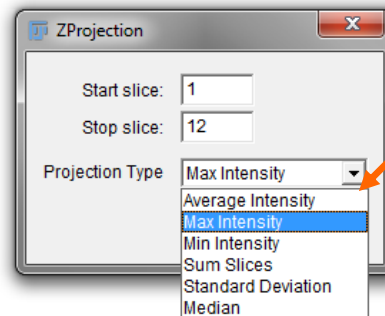 ZProjection
Start slice: 1
Stop slice: 12
Projection Type Max Intensity
Average Intensity
Max Intensity
Min Intensity
Sum Slices
Standard Deviation
Median